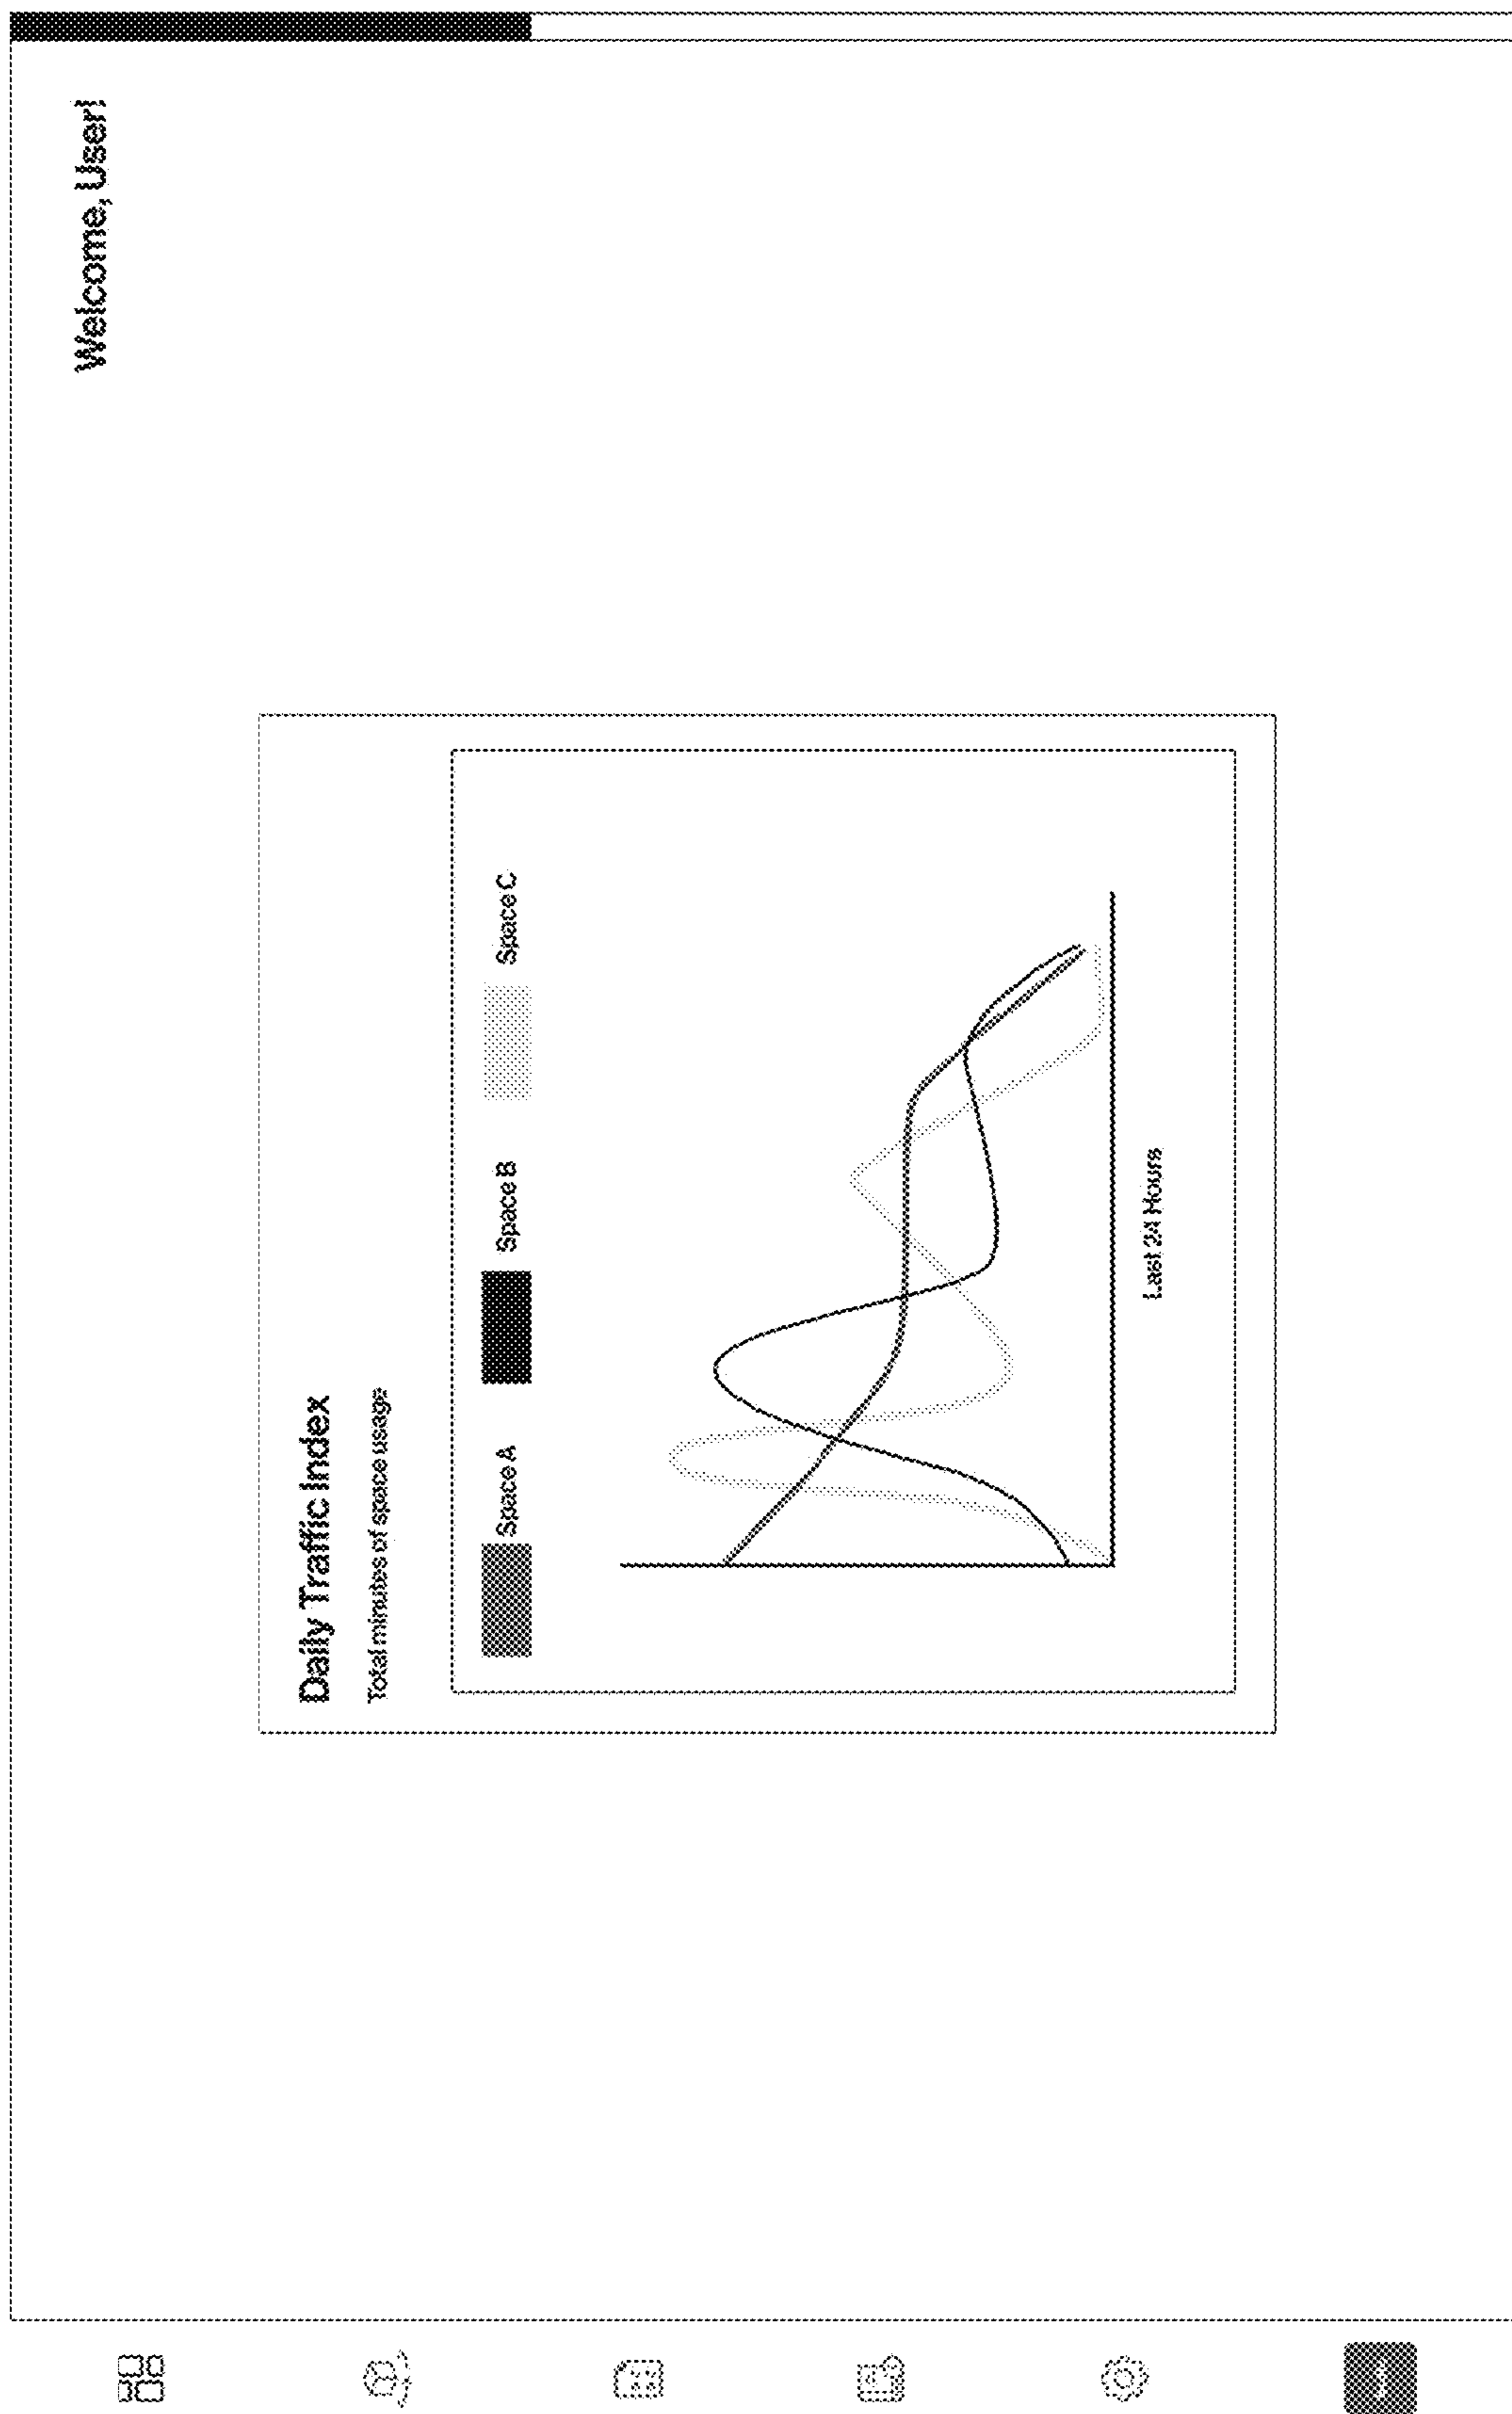 Welcome, User!
Daily Traffic Index
Total minutes of space usage
Space A
Space B
Space C
Last 24 Hours